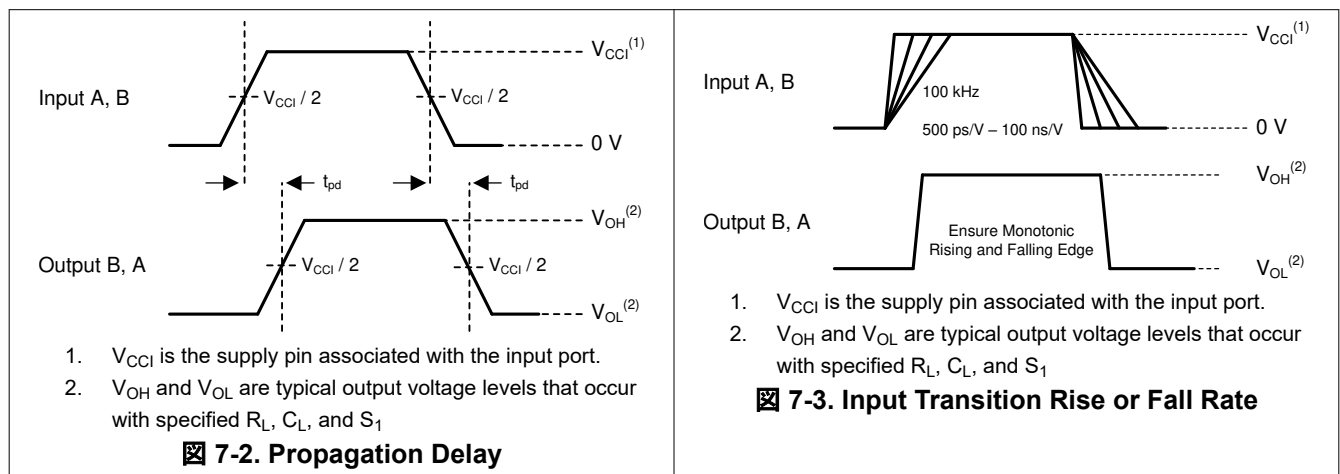 V_CCI(1)
Input A, B
V_CCI / 2
V_CCI / 2
0 V
t_pd
t_pd
V_OH(2)
Output B, A
V_CCI / 2
V_CCI / 2
V_OL(2)
1. V_CCI is the supply pin associated with the input port.
2. V_OH and V_OL are typical output voltage levels that occur
with specified R_L, C_L, and S_1
図 7-2. Propagation Delay
V_CCI(1)
Input A, B
100 kHz
500 ps/V – 100 ns/V
0 V
V_OH(2)
Output B, A
Ensure Monotonic
Rising and Falling Edge
V_OL(2)
1. V_CCI is the supply pin associated with the input port.
2. V_OH and V_OL are typical output voltage levels that occur
with specified R_L, C_L, and S_1
図 7-3. Input Transition Rise or Fall Rate